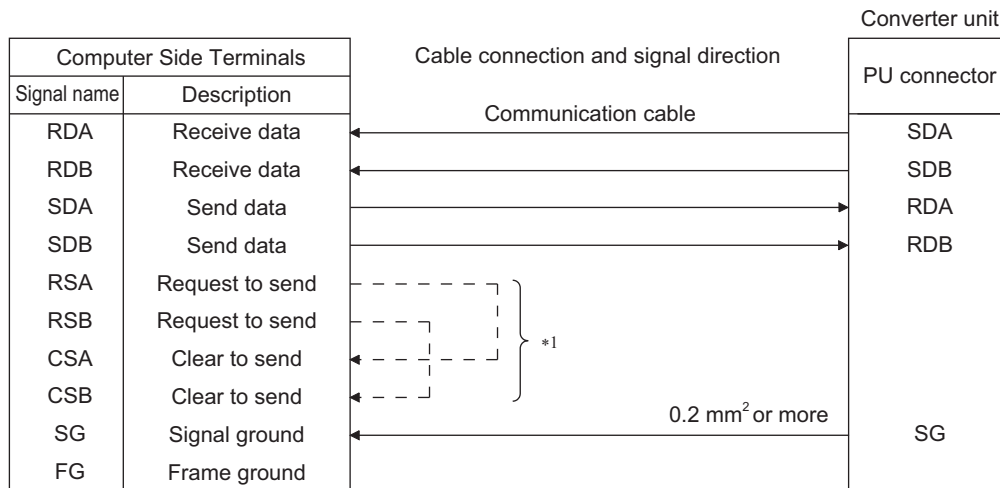 Converter unit
Computer Side Terminals
Cable connection and signal direction
PU connector
Signal name Description
Communication cable
RDA Receive data SDA
RDB Receive data SDB
SDA Send data RDA
SDB Send data RDB
RSA Request to send
RSB Request to send
*1
CSA Clear to send
CSB Clear to send
0.2 mm² or more
SG Signal ground SG
FG Frame ground